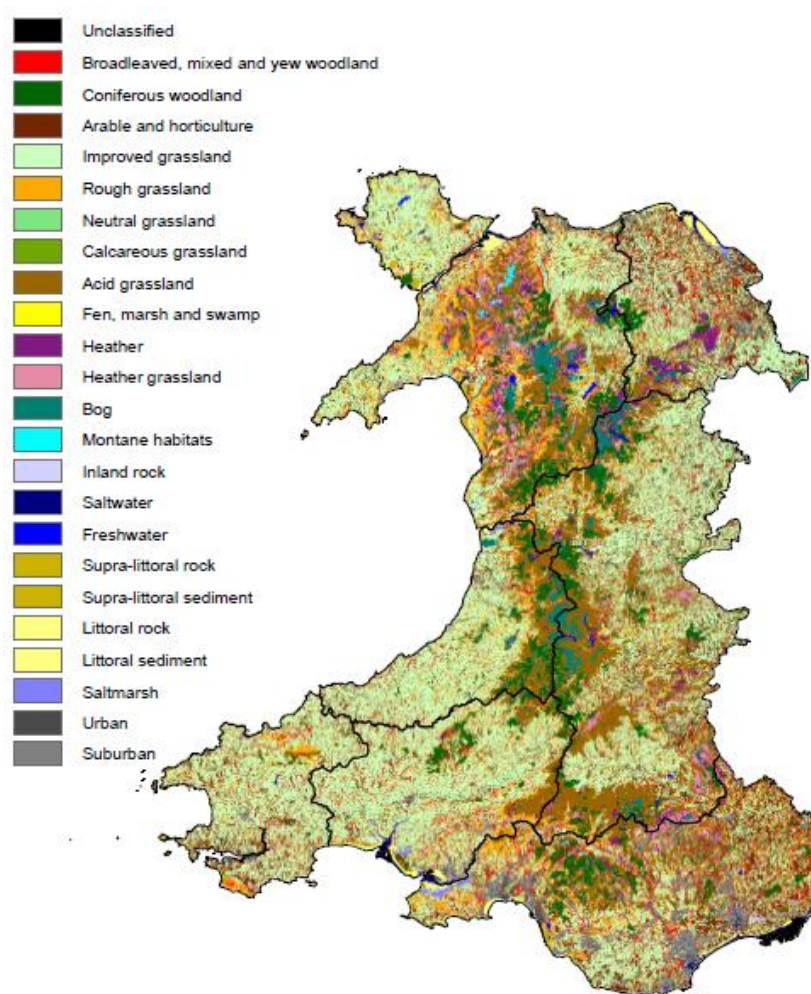 Unclassified
Broadleaved, mixed and yew woodland
Coniferous woodland
Arable and horticulture
Improved grassland
Rough grassland
Neutral grassland
Calcareous grassland
Acid grassland
Fen, marsh and swamp
Heather
Heather grassland
Bog
Montane habitats
Inland rock
Saltwater
Freshwater
Supra-littoral rock
Supra-littoral sediment
Littoral rock
Littoral sediment
Saltmarsh
Urban
Suburban